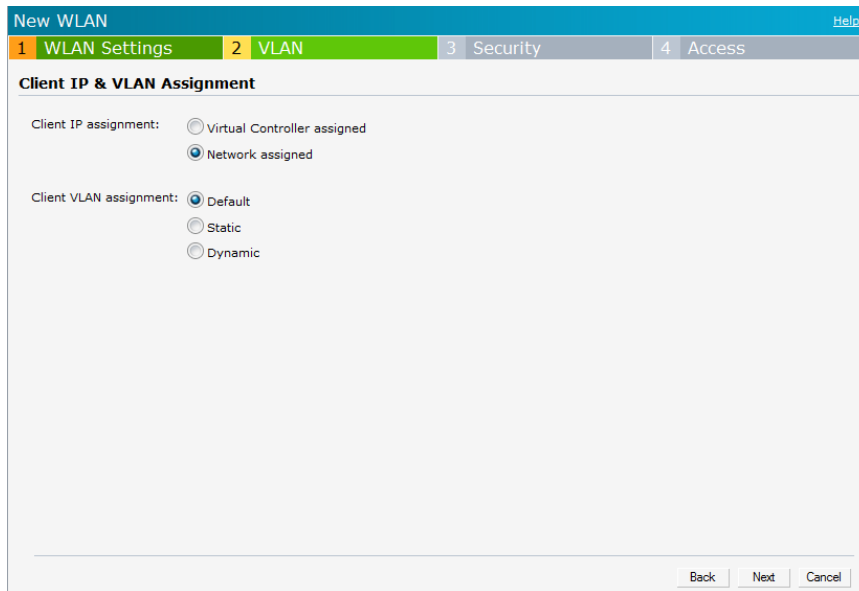 New WLAN
Help
1 WLAN Settings 2 VLAN 3 Security 4 Access
Client IP & VLAN Assignment
Client IP assignment: Virtual Controller assigned
Network assigned
Client VLAN assignment: Default
Static
Dynamic
Back Next Cancel